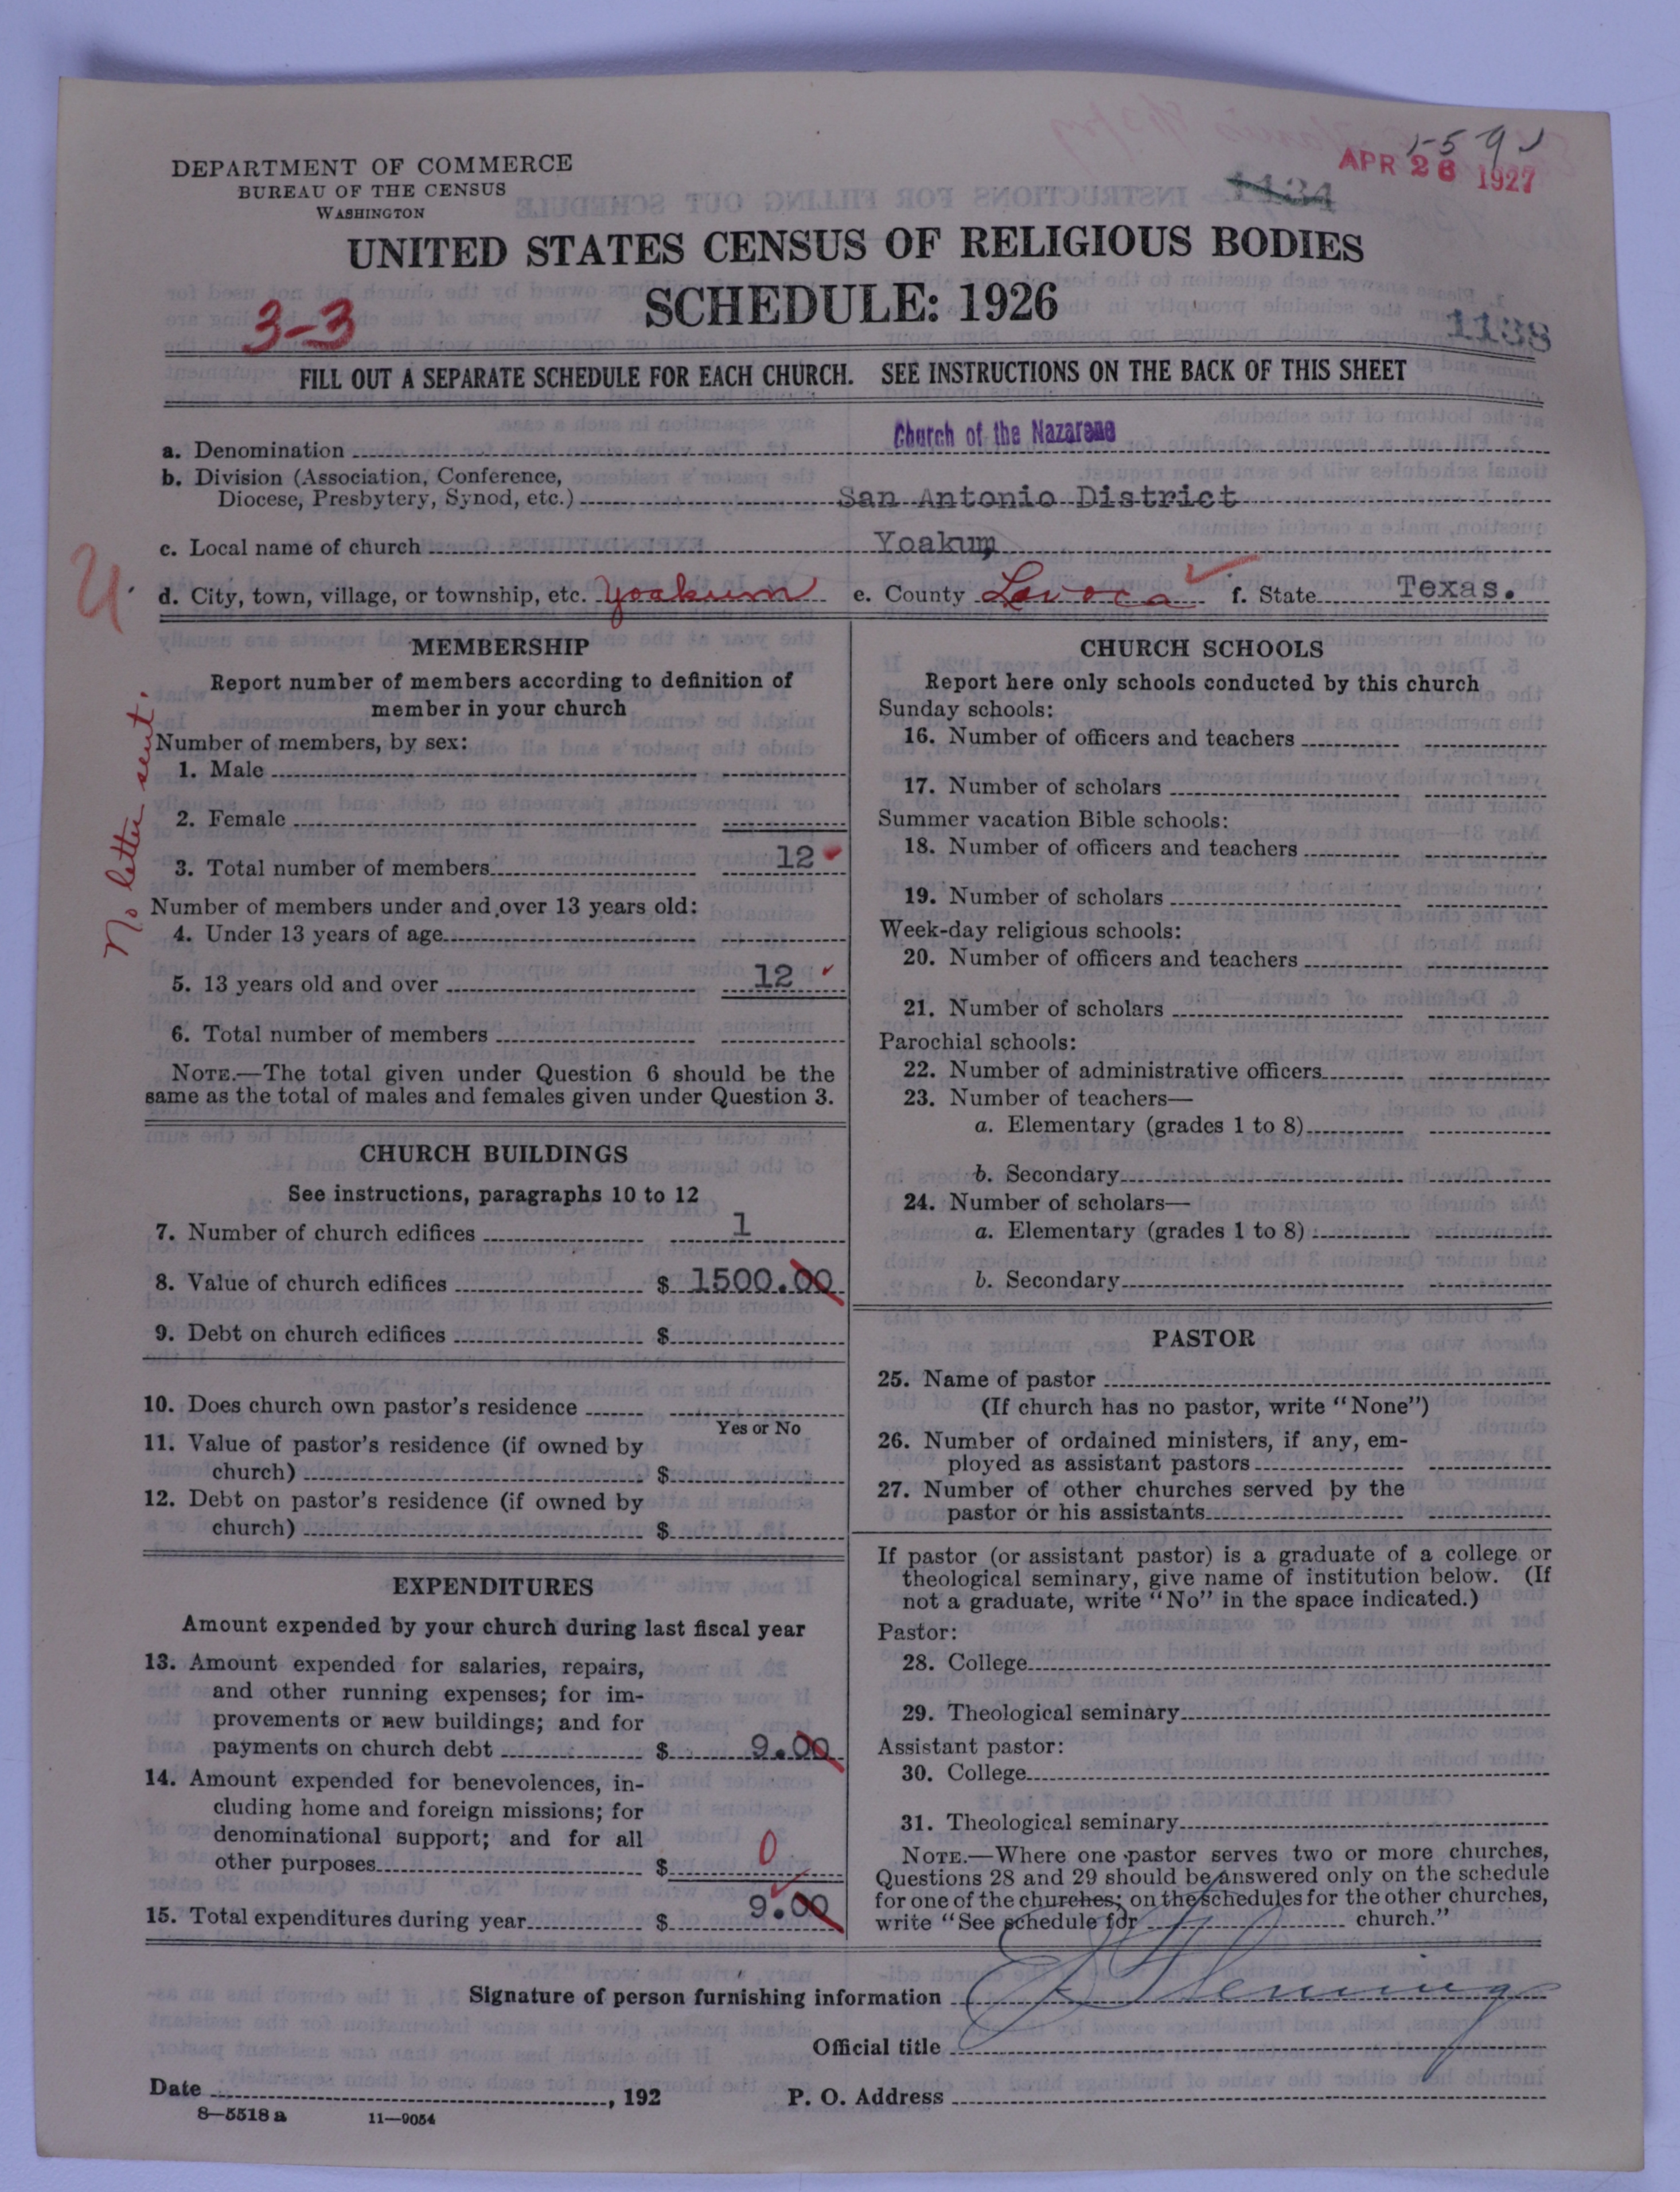 1-591
APR 26 1927
DEPARTMENT OF COMMERCE
BUREAU OF THE CENSUS
WASHINGTON
1134
UNITED STATES CENSUS OF RELIGIOUS BODIES
SCHEDULE: 1926
3-3
1138
FILL OUT A SEPARATE SCHEDULE FOR EACH CHURCH. SEE INSTRUCTIONS ON THE BACK OF THIS SHEET
a. Denomination Church of the Nazarene
b. Division (Association, Conference,
Diocese, Presbytery, Synod, etc.) San Antonio District
c. Local name of church Yoakum
d. City, town, village, or township, etc. Yoakum e. County Lavoca f. State Texas.
No letter sent.
MEMBERSHIP
Report number of members according to definition of
member in your church
Number of members, by sex:
1. Male
2. Female
3. Total number of members 12
Number of members under and over 13 years old:
4. Under 13 years of age
5. 13 years old and over 12
6. Total number of members
NOTE.—The total given under Question 6 should be the
same as the total of males and females given under Question 3.
CHURCH BUILDINGS
See instructions, paragraphs 10 to 12
7. Number of church edifices 1
8. Value of church edifices $ 1500.00
9. Debt on church edifices $
10. Does church own pastor's residence
Yes or No
11. Value of pastor's residence (if owned by
church) $
12. Debt on pastor's residence (if owned by
church) $
EXPENDITURES
Amount expended by your church during last fiscal year
13. Amount expended for salaries, repairs,
and other running expenses; for im-
provements or new buildings; and for
payments on church debt $ 9.00
14. Amount expended for benevolences, in-
cluding home and foreign missions; for
denominational support; and for all
other purposes $ 0
15. Total expenditures during year $ 9.00
CHURCH SCHOOLS
Report here only schools conducted by this church
Sunday schools:
16. Number of officers and teachers
17. Number of scholars
Summer vacation Bible schools:
18. Number of officers and teachers
19. Number of scholars
Week-day religious schools:
20. Number of officers and teachers
21. Number of scholars
Parochial schools:
22. Number of administrative officers
23. Number of teachers—
a. Elementary (grades 1 to 8)
b. Secondary
24. Number of scholars—
a. Elementary (grades 1 to 8)
b. Secondary
PASTOR
25. Name of pastor
(If church has no pastor, write "None")
26. Number of ordained ministers, if any, em-
ployed as assistant pastors
27. Number of other churches served by the
pastor or his assistants
If pastor (or assistant pastor) is a graduate of a college or
theological seminary, give name of institution below. (If
not a graduate, write "No" in the space indicated.)
Pastor:
28. College
29. Theological seminary
Assistant pastor:
30. College
31. Theological seminary
NOTE.—Where one pastor serves two or more churches,
Questions 28 and 29 should be answered only on the schedule
for one of the churches; on the schedules for the other churches,
write "See schedule for church."
Signature of person furnishing information
Official title
Date , 192 P. O. Address
8—5518 a 11—9054